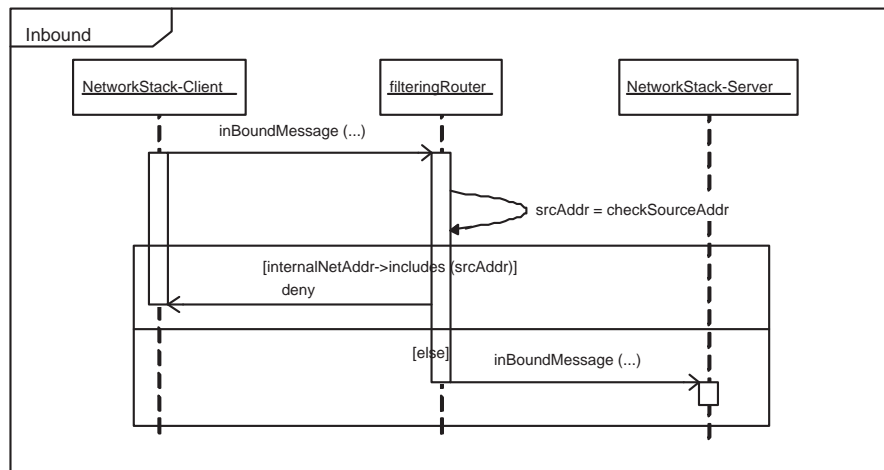 Inbound
NetworkStack-Client
filteringRouter
NetworkStack-Server
inBoundMessage (...)
srcAddr = checkSourceAddr
[internalNetAddr->includes (srcAddr)]
deny
[else]
inBoundMessage (...)